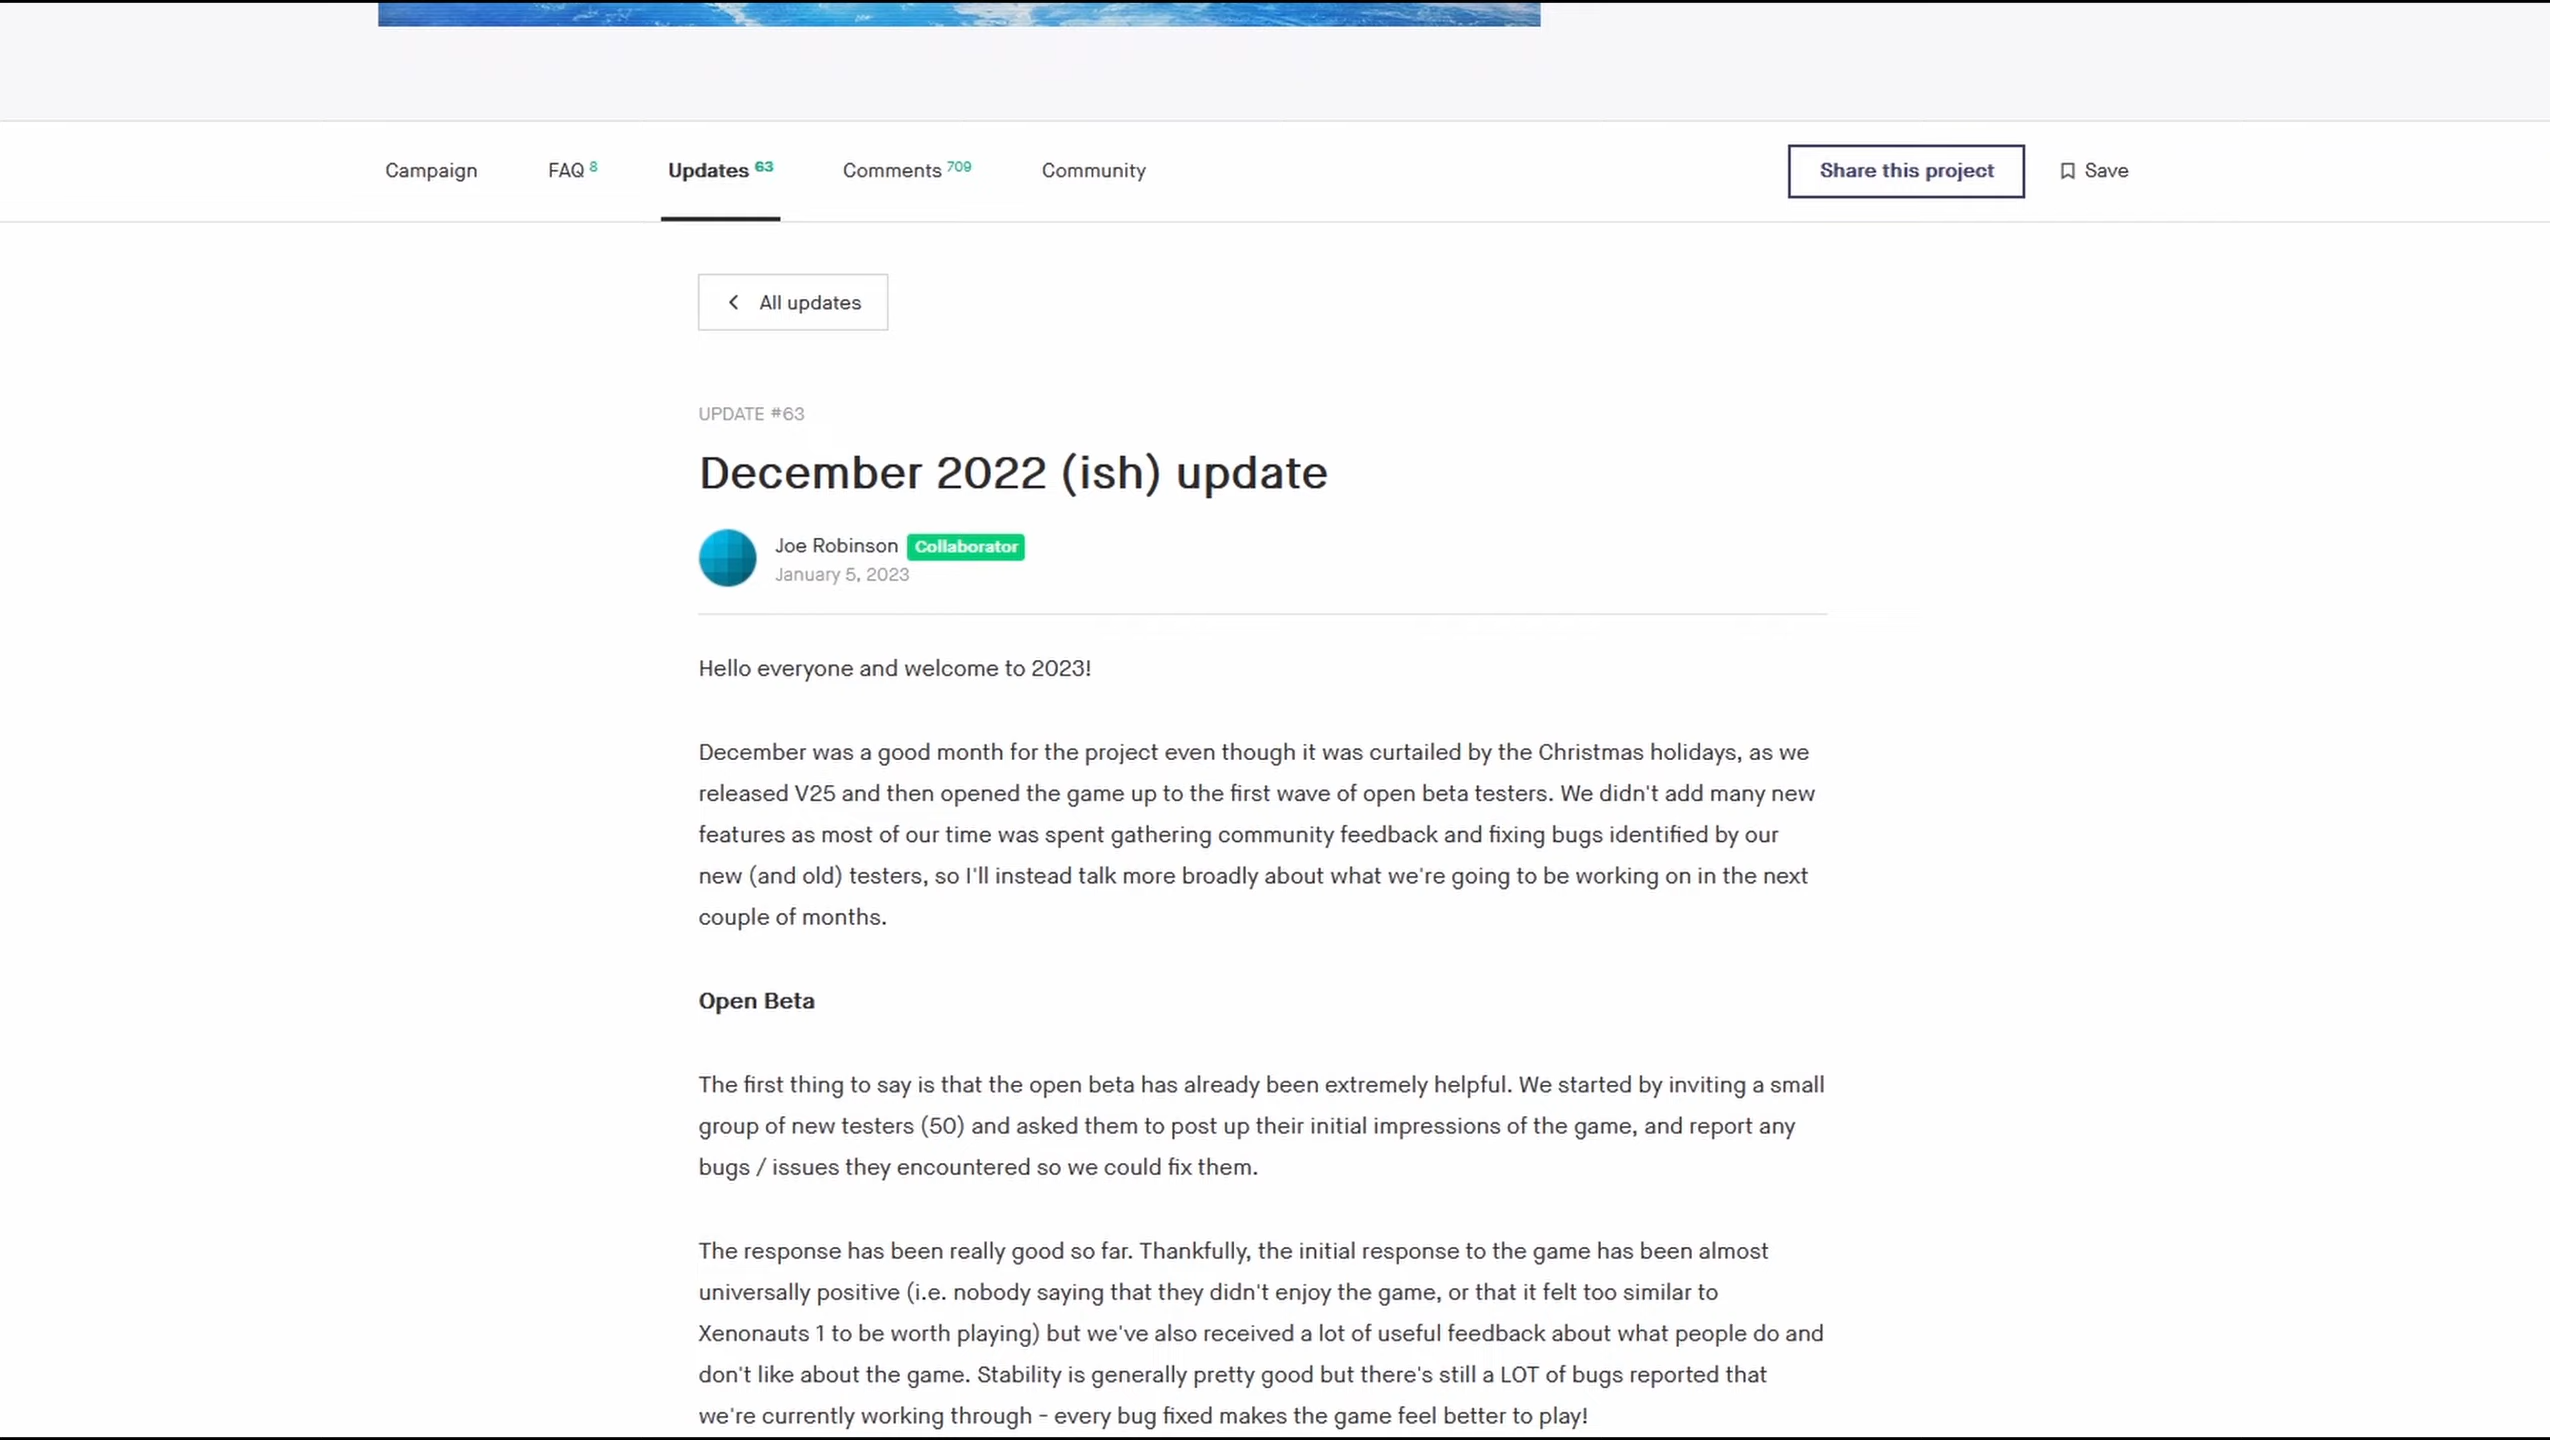 Campaign
FAQ 8
Updates 63
Comments 709
Community
Share this project
Save
All updates
UPDATE #63
December 2022 (ish) update
Joe Robinson Collaborator
January 5, 2023
Hello everyone and welcome to 2023!
December was a good month for the project even though it was curtailed by the Christmas holidays, as we
released V25 and then opened the game up to the first wave of open beta testers. We didn't add many new
features as most of our time was spent gathering community feedback and fixing bugs identified by our
new (and old) testers, so I'll instead talk more broadly about what we're going to be working on in the next
couple of months.
Open Beta
The first thing to say is that the open beta has already been extremely helpful. We started by inviting a small
group of new testers (50) and asked them to post up their initial impressions of the game, and report any
bugs / issues they encountered so we could fix them.
The response has been really good so far. Thankfully, the initial response to the game has been almost
universally positive (i.e. nobody saying that they didn't enjoy the game, or that it felt too similar to
Xenonauts 1 to be worth playing) but we've also received a lot of useful feedback about what people do and
don't like about the game. Stability is generally pretty good but there's still a LOT of bugs reported that
we're currently working through - every bug fixed makes the game feel better to play!